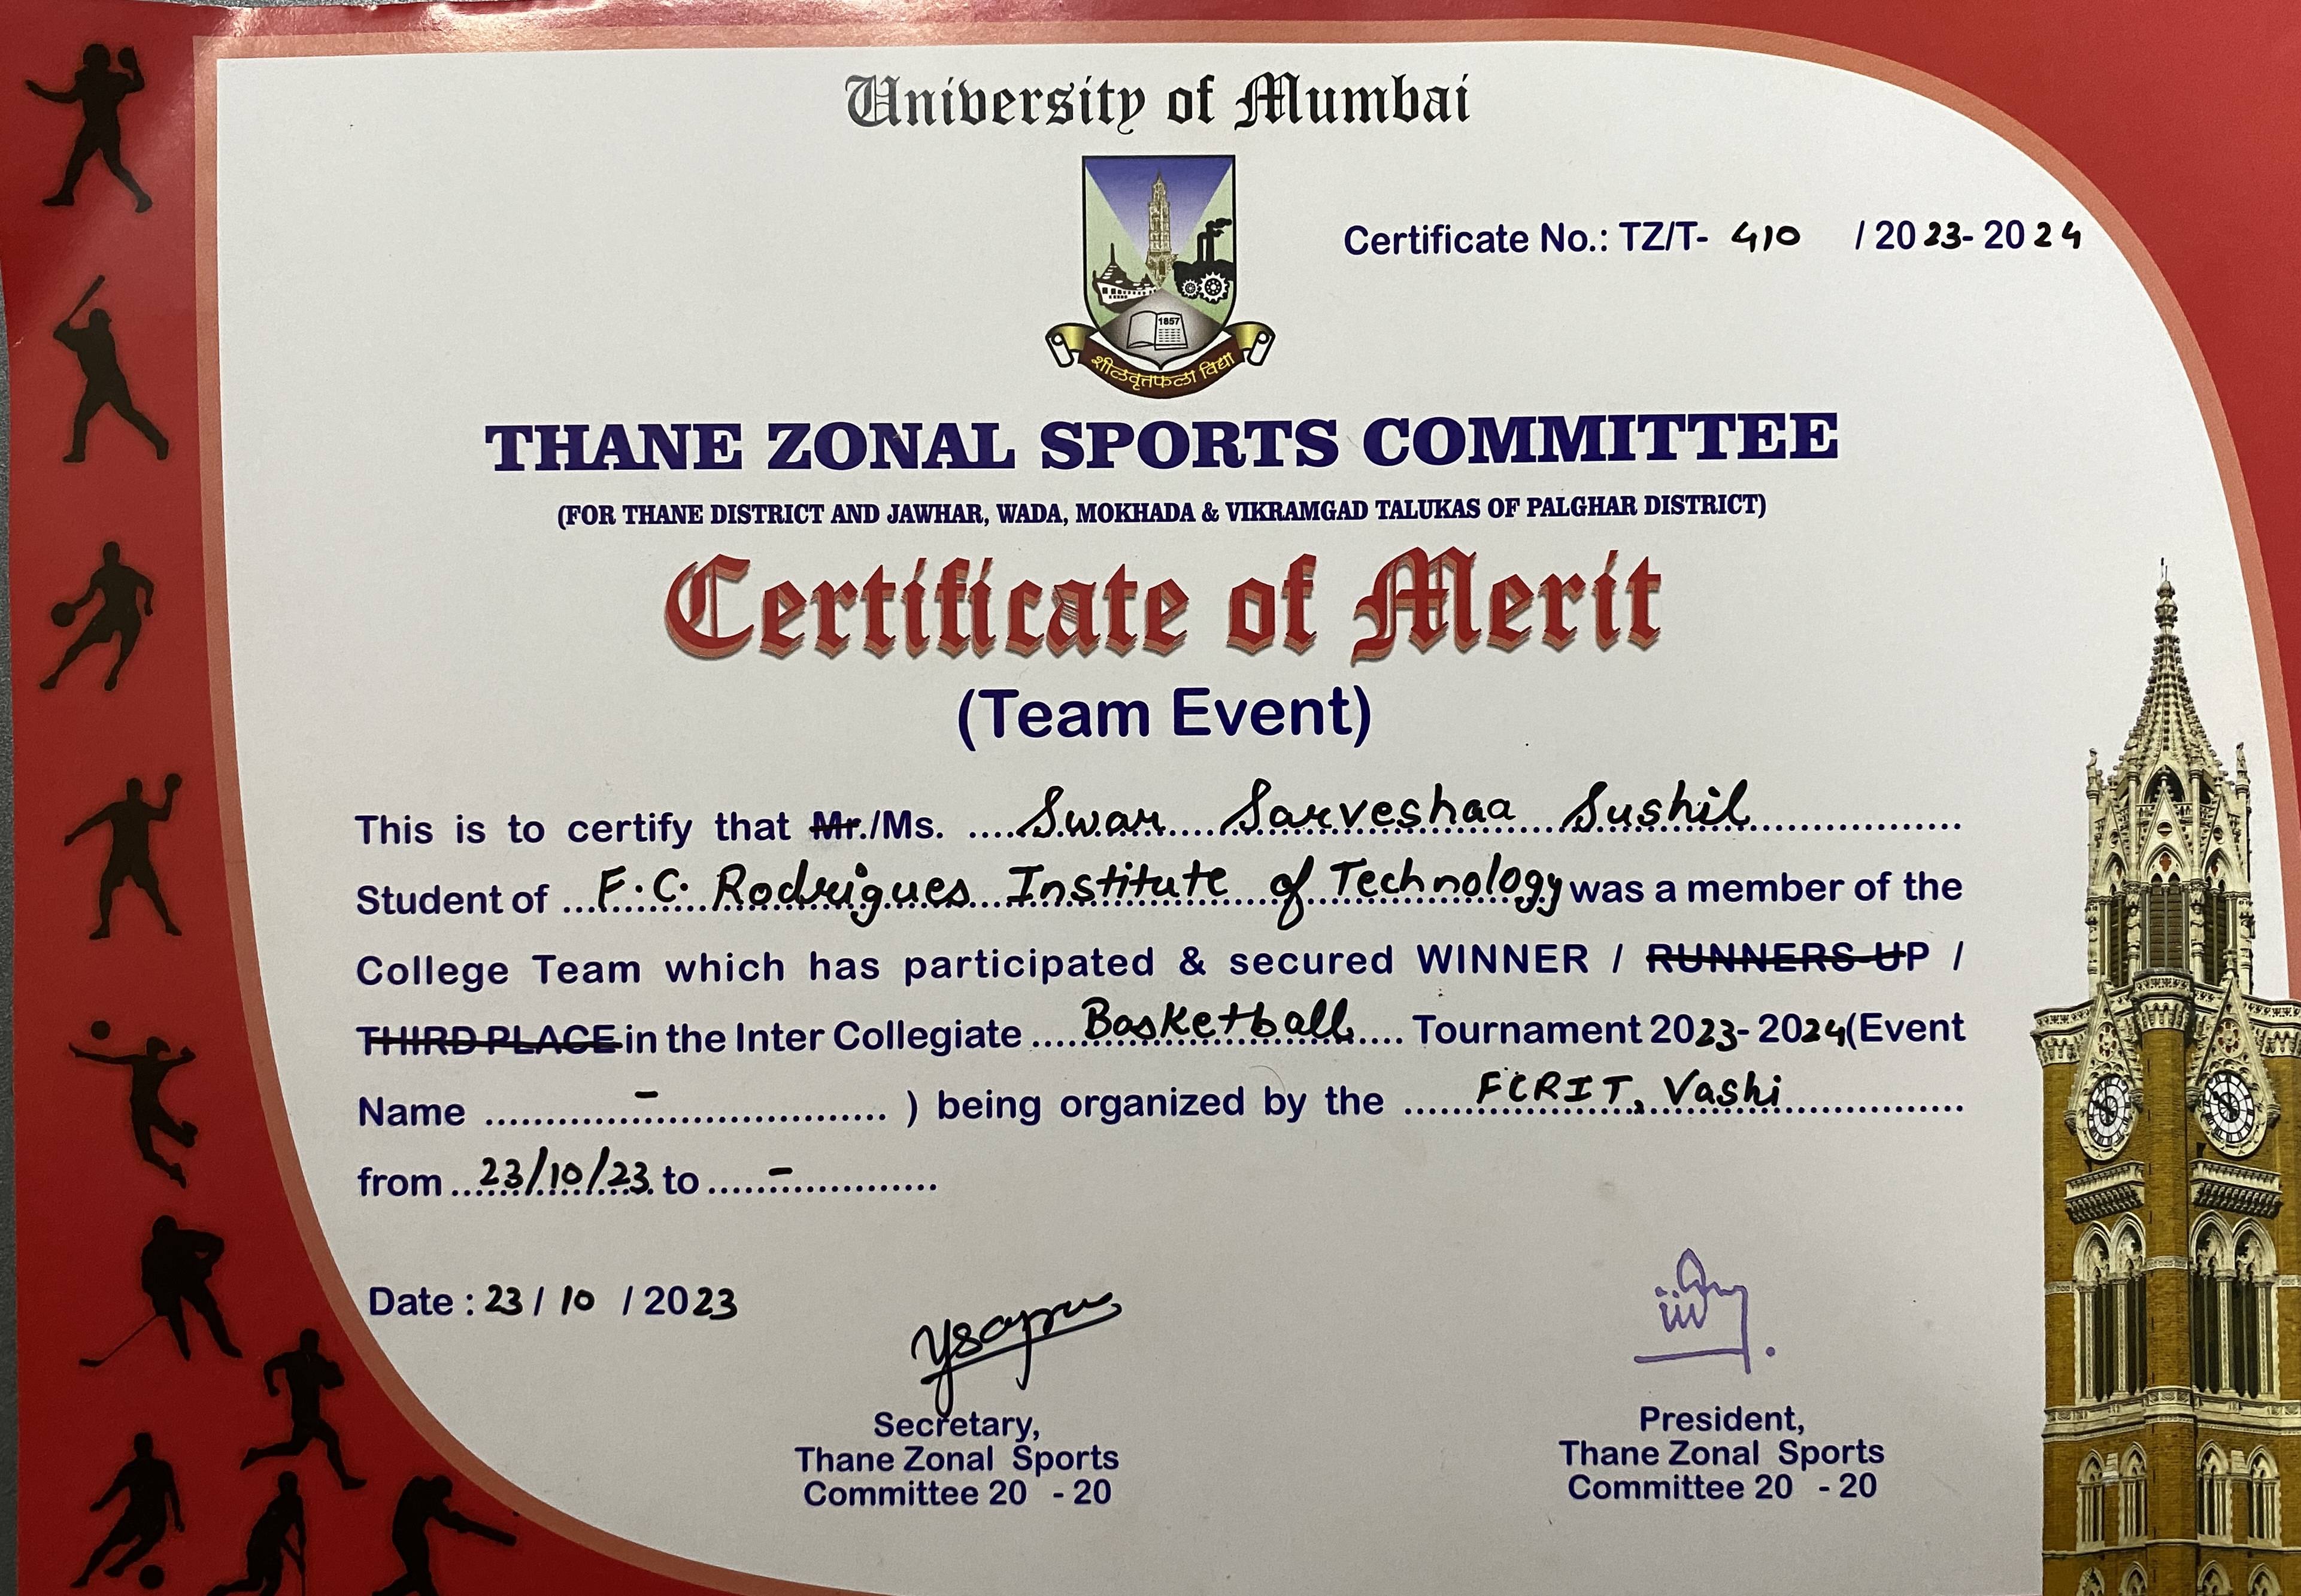 University of Mumbai
Certificate No.: TZ/T- 410 / 2023- 2024
1857
शीलवृत्तफला विद्या
THANE ZONAL SPORTS COMMITTEE
(FOR THANE DISTRICT AND JAWHAR, WADA, MOKHADA & VIKRAMGAD TALUKAS OF PALGHAR DISTRICT)
Certificate of Merit
(Team Event)
This is to certify that Mr./Ms. ....Swar Sarveshaa Sushil....
Student of ...F.C. Rodrigues Institute of Technology was a member of the
College Team which has participated & secured WINNER / RUNNERS-UP /
THIRD PLACE in the Inter Collegiate ....Basketball.... Tournament 2023- 2024 (Event
Name .......-....... ) being organized by the ......FCRIT, Vashi......
from ..23/10/23. to ......-......
Date : 23 / 10 / 2023
Secretary,
Thane Zonal Sports
Committee 20 - 20
President,
Thane Zonal Sports
Committee 20 - 20